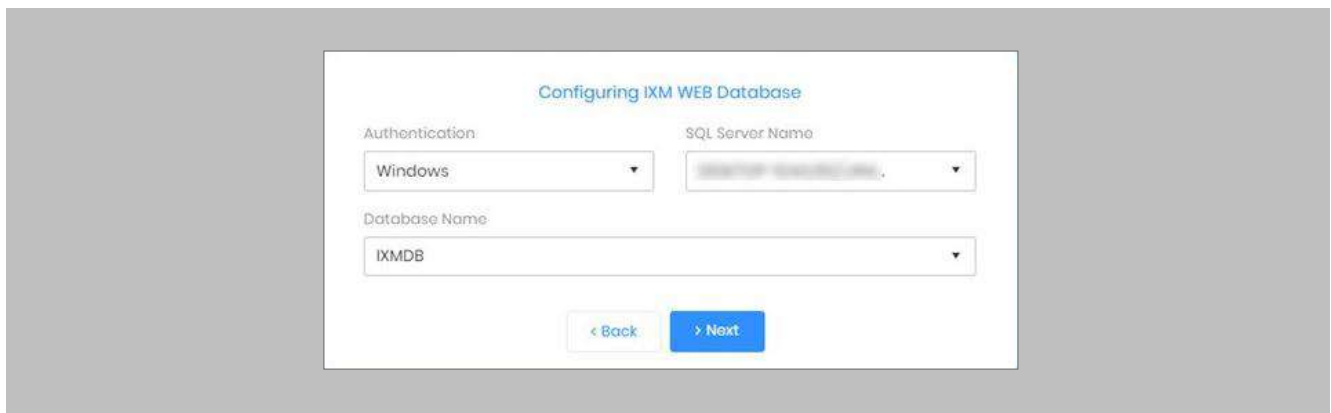 Configuring IXM WEB Database
Authentication SQL Server Name
Windows
Database Name
IXMDB
< Back > Next